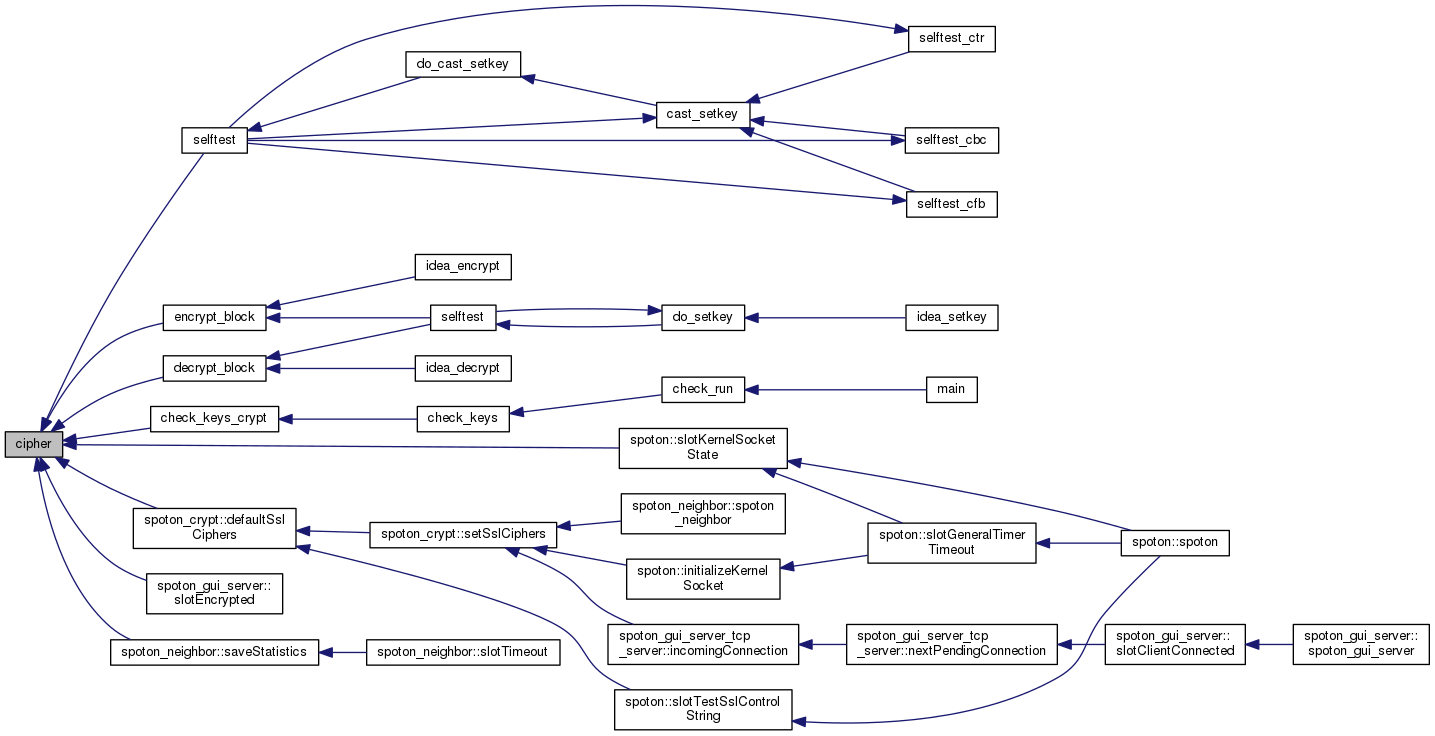 selftest_ctr
do_cast_setkey
cast_setkey
selftest
selftest_cbc
selftest_cfb
idea_encrypt
encrypt_block
selftest
do_setkey
idea_setkey
decrypt_block
idea_decrypt
check_run
main
check_keys_crypt
check_keys
cipher
spoton::slotKernelSocket
State
spoton_crypt::defaultSsl
Ciphers
spoton_crypt::setSslCiphers
spoton_neighbor::spoton
_neighbor
spoton::slotGeneralTimer
Timeout
spoton::spoton
spoton::initializeKernel
Socket
spoton_gui_server::
slotEncrypted
spoton_neighbor::saveStatistics
spoton_neighbor::slotTimeout
spoton_gui_server_tcp
_server::incomingConnection
spoton_gui_server_tcp
_server::nextPendingConnection
spoton_gui_server::
slotClientConnected
spoton_gui_server::
spoton_gui_server
spoton::slotTestSslControl
String